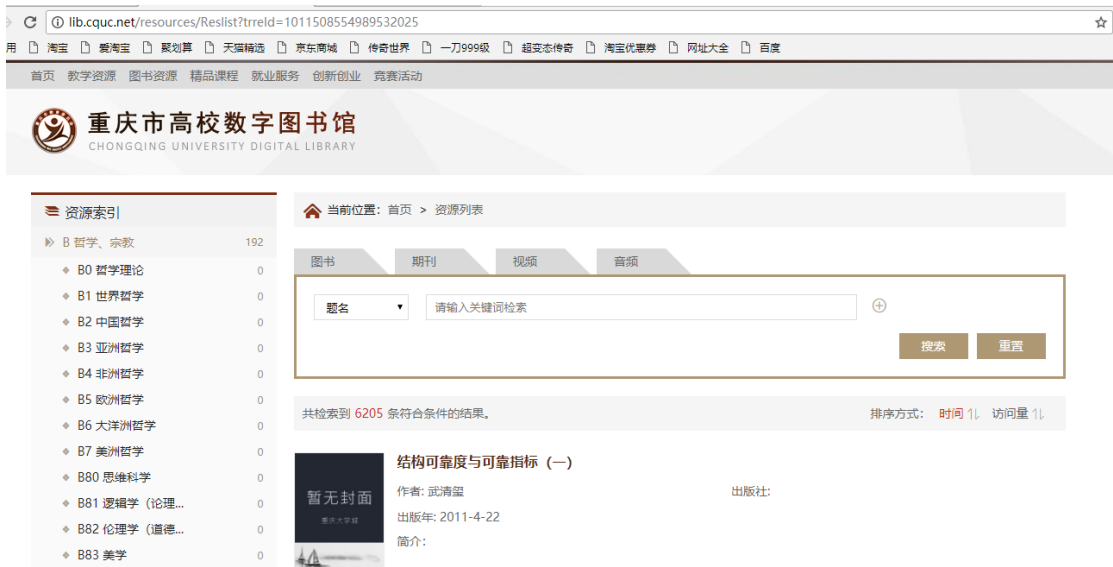 lib.cquc.net/resources/Reslist?trreId=1011508554989532025
用 淘宝 爱淘宝 聚划算 天猫精选 京东商城 传奇世界 一刀999级 超变态传奇 淘宝优惠券 网址大全 百度
首页 教学资源 图书资源 精品课程 就业服务 创新创业 竞赛活动
重庆市高校数字图书馆
CHONGQING UNIVERSITY DIGITAL LIBRARY
资源索引
B 哲学、宗教 192
B0 哲学理论 0
B1 世界哲学 0
B2 中国哲学 0
B3 亚洲哲学 0
B4 非洲哲学 0
B5 欧洲哲学 0
B6 大洋洲哲学 0
B7 美洲哲学 0
B80 思维科学 0
B81 逻辑学（论理... 0
B82 伦理学（道德... 0
B83 美学 0
当前位置：首页 > 资源列表
图书 期刊 视频 音频
题名 请输入关键词检索
搜索 重置
共检索到 6205 条符合条件的结果。 排序方式： 时间 访问量
暂无封面
重庆大学城
结构可靠度与可靠指标（一）
作者: 武清玺 出版社:
出版年: 2011-4-22
简介：